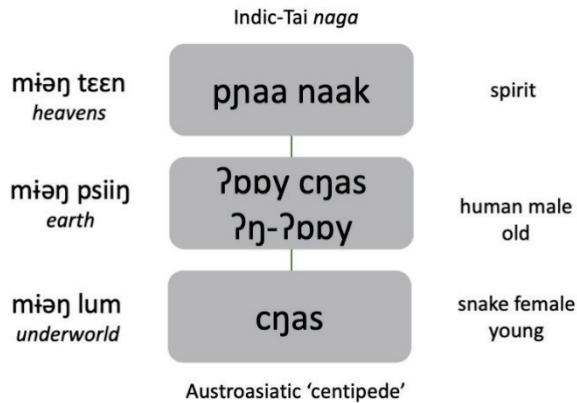 Indic-Tai naga
mɨəŋ tɛɛn
heavens
pɲaa naak
spirit
mɨəŋ psiiŋ
earth
ʔɒɒy cŋas
ʔŋ-ʔɒɒy
human male
old
mɨəŋ lum
underworld
cŋas
snake female
young
Austroasiatic ‘centipede’